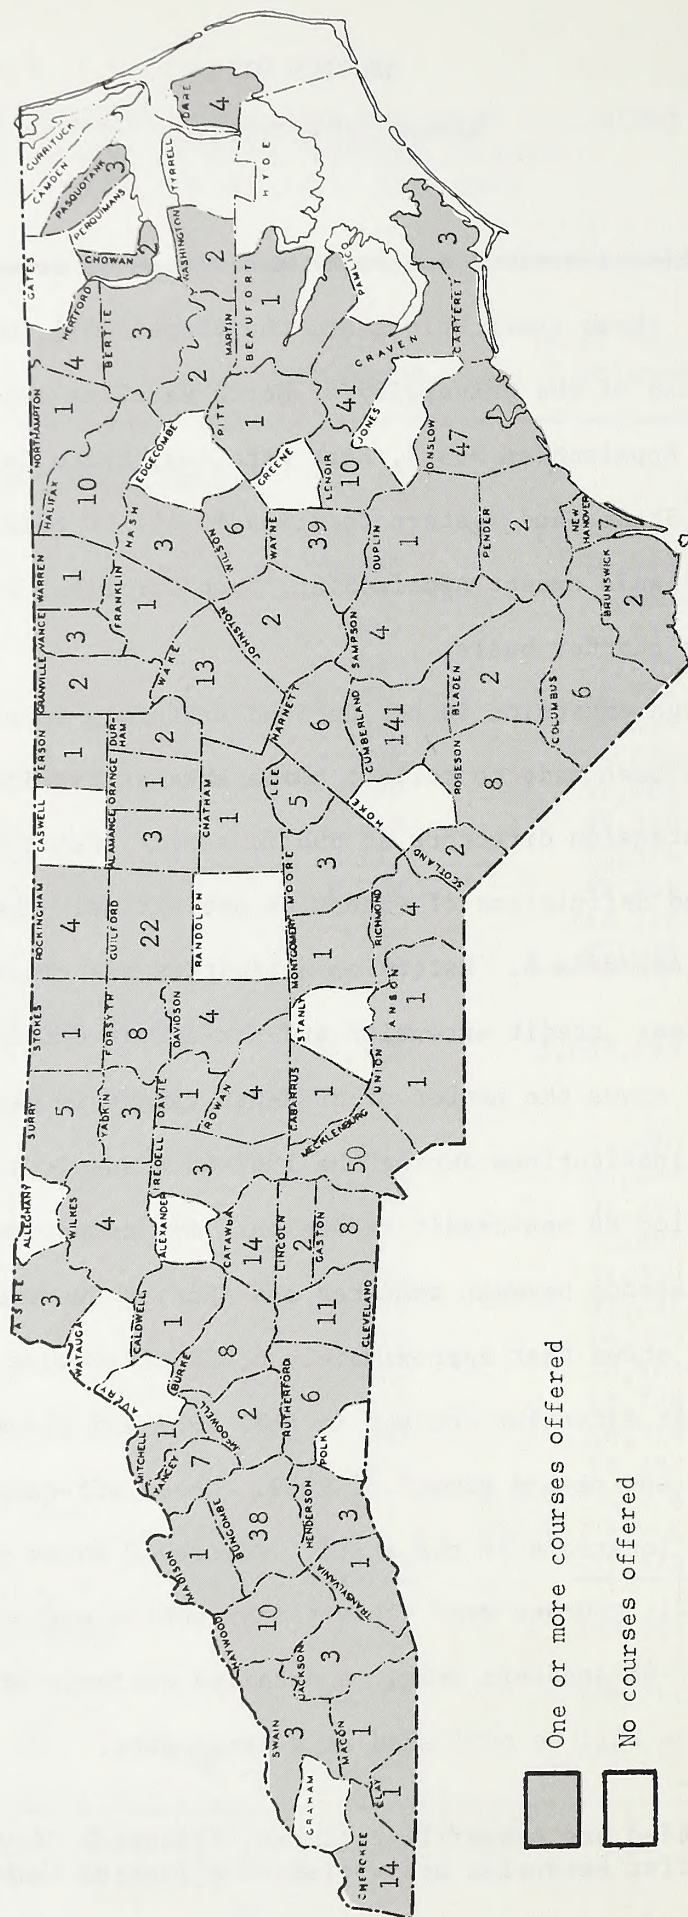 ASHE
3
ALLEGHANY
SURRY
5
STOKES
1
ROCKINGHAM
4
CASWELL
PERSON
1
GRANVILLE
2
VANCE
3
WARREN
1
HALIFAX
10
NORTHAMPTON
1
HERTFORD
4
GATES
CURRITUCK
CAMDEN
PASQUOTANK
3
PERQUIMANS
CHOWAN
2
BERTIE
3
WATAUGA
WILKES
4
YADKIN
3
FORSYTH
8
GUILFORD
22
ALAMANCE
3
ORANGE
1
DUR-
HAM
2
FRANKLIN
1
NASH
3
EDGECOMBE
MARTIN
2
WASHINGTON
2
TYRRELL
DARE
4
AVERY
MITCHELL
1
YANCEY
7
CALDWELL
1
ALEXANDER
IREDELL
3
DAVIE
1
DAVIDSON
4
RANDOLPH
CHATHAM
1
WAKE
13
JOHNSTON
2
WILSON
6
PITT
1
BEAUFORT
1
HYDE
MADISON
1
BUNCOMBE
38
MCDOWELL
2
BURKE
8
CATAWBA
14
ROWAN
4
LEE
5
HARNETT
6
WAYNE
39
GREENE
LENOIR
10
CRAVEN
41
PAMLICO
HAYWOOD
10
SWAIN
3
GRAHAM
JACKSON
3
HENDERSON
3
TRANSYLVANIA
1
POLK
RUTHERFORD
6
CLEVELAND
11
LINCOLN
2
GASTON
8
MECKLENBURG
50
CABARRUS
1
STANLY
MONTGOMERY
1
MOORE
3
CUMBERLAND
141
SAMPSON
4
DUPLIN
1
JONES
ONSLOW
47
CARTERET
3
CHEROKEE
14
CLAY
1
MACON
1
UNION
1
ANSON
1
RICHMOND
4
SCOTLAND
2
HOKE
ROBESON
8
BLADEN
2
PENDER
2
COLUMBUS
6
BRUNSWICK
2
NEW
HANOVER
7
One or more courses offered
No courses offered